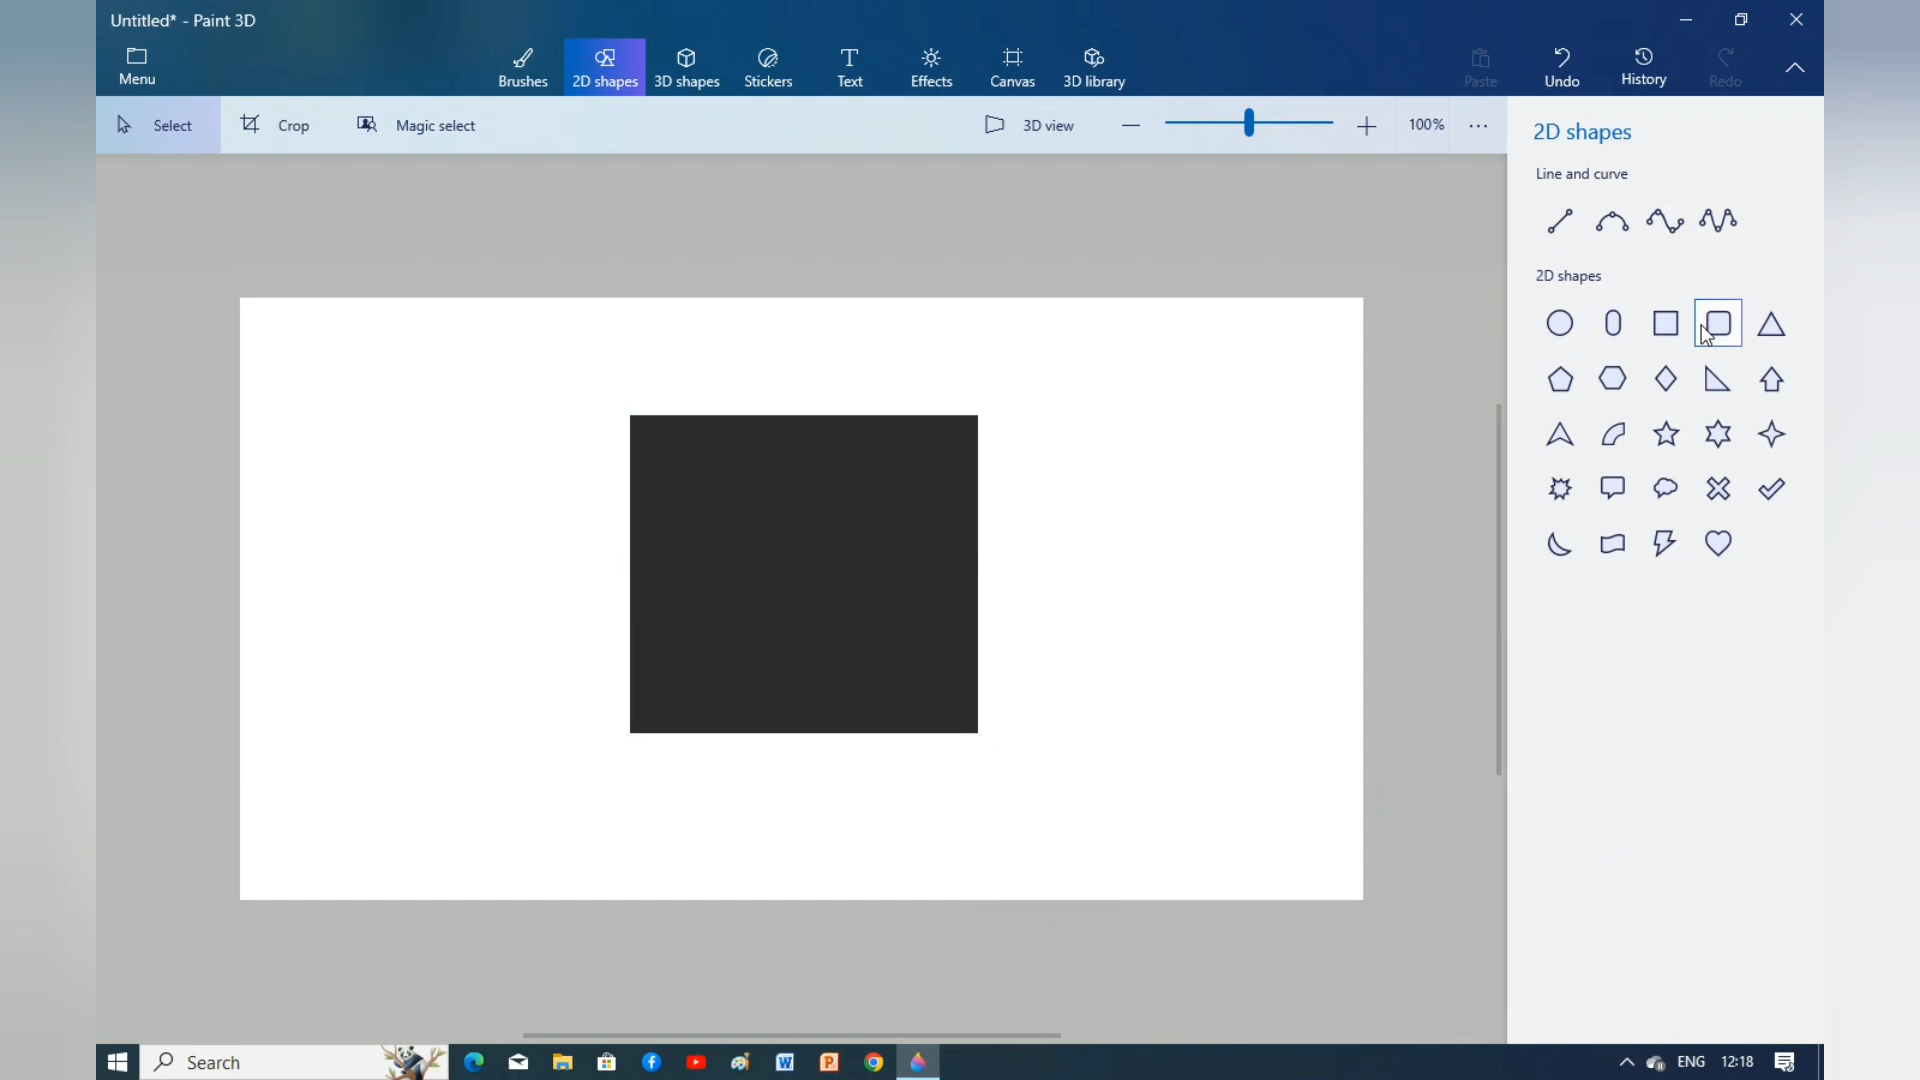 Untitled* - Paint 3D
Menu
Brushes
2D shapes
3D shapes
Stickers
Text
Effects
Canvas
3D library
Paste
Undo
History
Redo
Select
Crop
Magic select
3D view
100%
2D shapes
Line and curve
2D shapes
Search
ENG
12:18